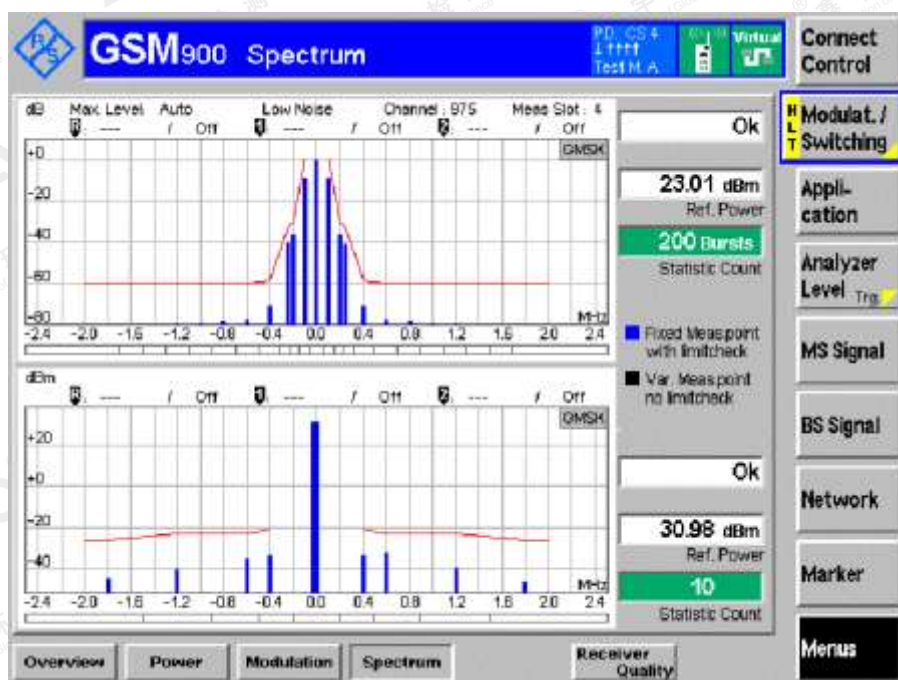 R&S
GSM900 Spectrum
PD. CS4
Test M. A
Virtual
Connect Control
dB Max. Level Auto Low Noise Channel : 975 Meas Slot : 4
R : --- / Off 1 : --- / Off 2 : --- / Off
GMSK
+0
-20
-40
-60
-80
MHz
-2.4 -2.0 -1.6 -1.2 -0.8 -0.4 0.0 0.4 0.8 1.2 1.6 2.0 2.4
Ok
23.01 dBm
Ref. Power
200 Bursts
Statistic Count
Fixed Meas.point
with limitcheck
Var. Meas.point
no limitcheck
dBm
R : --- / Off 1 : --- / Off 2 : --- / Off
GMSK
+20
+0
-20
-40
MHz
-2.4 -2.0 -1.6 -1.2 -0.8 -0.4 0.0 0.4 0.8 1.2 1.6 2.0 2.4
Ok
30.98 dBm
Ref. Power
10
Statistic Count
HLT
Modulat. /
Switching
Appli-
cation
Analyzer
Level Trg.
MS Signal
BS Signal
Network
Marker
Menus
Overview
Power
Modulation
Spectrum
Receiver
Quality